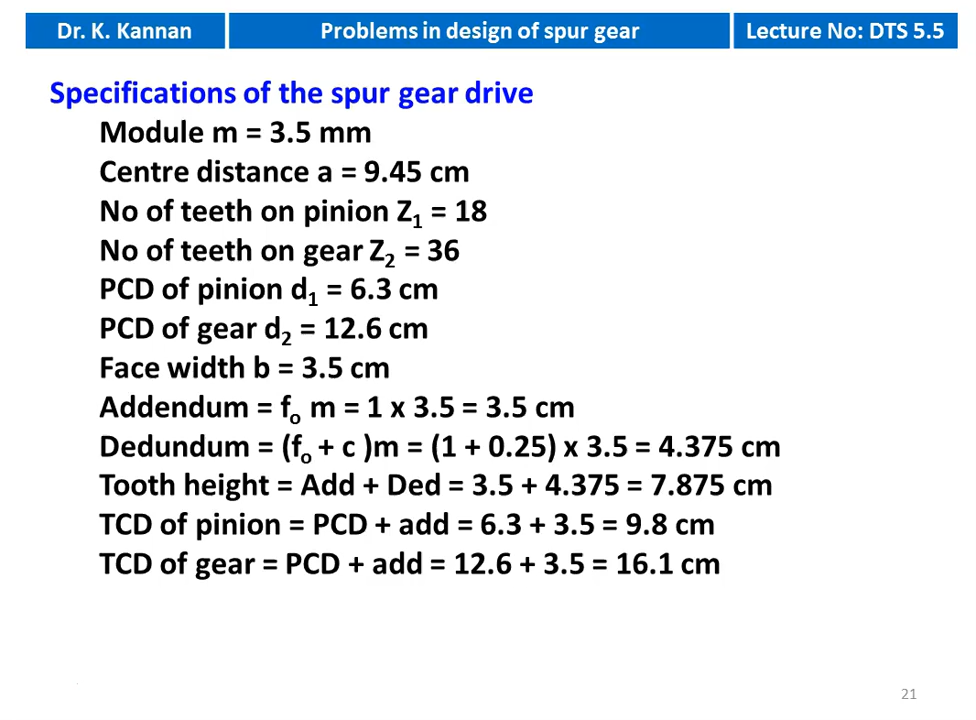 Dr. K. Kannan
Problems in design of spur gear
Lecture No: DTS 5.5
Specifications of the spur gear drive
Module m = 3.5 mm
Centre distance a = 9.45 cm
No of teeth on pinion Z₁ = 18
No of teeth on gear Z₂ = 36
PCD of pinion d₁ = 6.3 cm
PCD of gear d₂ = 12.6 cm
Face width b = 3.5 cm
Addendum = fₒ m = 1 x 3.5 = 3.5 cm
Dedundum = (fₒ + c )m = (1 + 0.25) x 3.5 = 4.375 cm
Tooth height = Add + Ded = 3.5 + 4.375 = 7.875 cm
TCD of pinion = PCD + add = 6.3 + 3.5 = 9.8 cm
TCD of gear = PCD + add = 12.6 + 3.5 = 16.1 cm
21